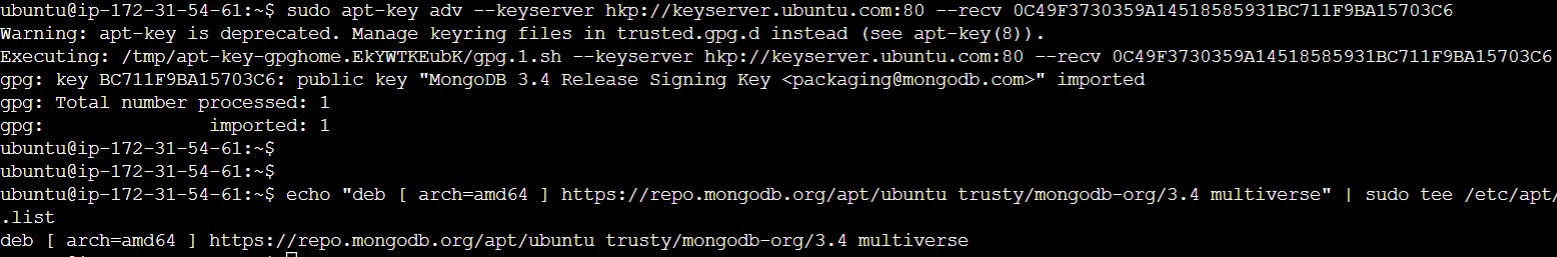 ubuntu@ip-172-31-54-61:~$ sudo apt-key adv --keyserver hkp://keyserver.ubuntu.com:80 --recv 0C49F3730359A14518585931BC711F9BA15703C6
Warning: apt-key is deprecated. Manage keyring files in trusted.gpg.d instead (see apt-key(8)).
Executing: /tmp/apt-key-gpghome.EkYWTKEubK/gpg.1.sh --keyserver hkp://keyserver.ubuntu.com:80 --recv 0C49F3730359A14518585931BC711F9BA15703C6
gpg: key BC711F9BA15703C6: public key "MongoDB 3.4 Release Signing Key <packaging@mongodb.com>" imported
gpg: Total number processed: 1
gpg:               imported: 1
ubuntu@ip-172-31-54-61:~$
ubuntu@ip-172-31-54-61:~$
ubuntu@ip-172-31-54-61:~$ echo "deb [ arch=amd64 ] https://repo.mongodb.org/apt/ubuntu trusty/mongodb-org/3.4 multiverse" | sudo tee /etc/apt/
.list
deb [ arch=amd64 ] https://repo.mongodb.org/apt/ubuntu trusty/mongodb-org/3.4 multiverse